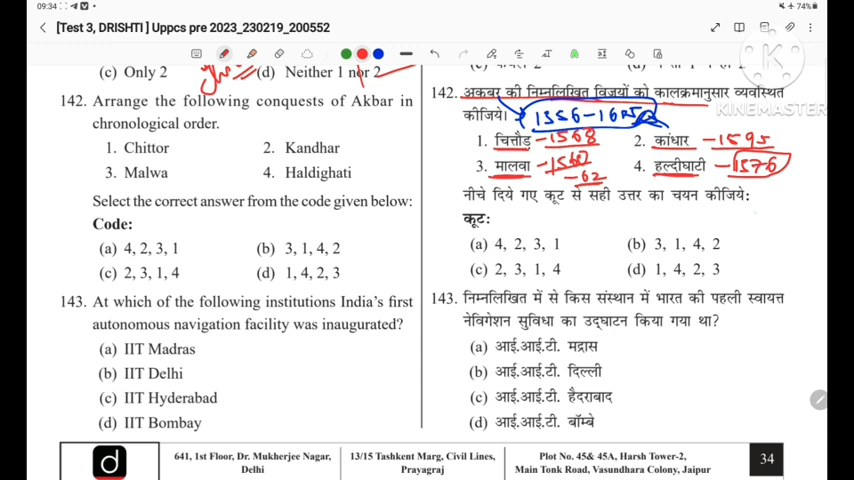 09:34
74%
[Test 3, DRISHTI ] Uppcs pre 2023_230219_200552
(c) Only 2
(d) Neither 1 nor 2
142. Arrange the following conquests of Akbar in
chronological order.
1. Chittor
2. Kandhar
3. Malwa
4. Haldighati
Select the correct answer from the code given below:
Code:
(a) 4, 2, 3, 1
(b) 3, 1, 4, 2
(c) 2, 3, 1, 4
(d) 1, 4, 2, 3
143. At which of the following institutions India's first
autonomous navigation facility was inaugurated?
(a) IIT Madras
(b) IIT Delhi
(c) IIT Hyderabad
(d) IIT Bombay
142. अकबर की निम्नलिखित विजयों को कालक्रमानुसार व्यवस्थित
कीजिये।
1556-1605
1. चित्तौड़ -1568
2. कांधार -1595
3. मालवा
-62
4. हल्दीघाटी -1576
नीचे दिये गए कूट से सही उत्तर का चयन कीजिये:
कूट:
(a) 4, 2, 3, 1
(b) 3, 1, 4, 2
(c) 2, 3, 1, 4
(d) 1, 4, 2, 3
143. निम्नलिखित में से किस संस्थान में भारत की पहली स्वायत्त
नेविगेशन सुविधा का उद्घाटन किया गया था?
(a) आई.आई.टी. मद्रास
(b) आई.आई.टी. दिल्ली
(c) आई.आई.टी. हैदराबाद
(d) आई.आई.टी. बॉम्बे
641, 1st Floor, Dr. Mukherjee Nagar,
Delhi
13/15 Tashkent Marg, Civil Lines,
Prayagraj
Plot No. 45& 45A, Harsh Tower-2,
Main Tonk Road, Vasundhara Colony, Jaipur
34
KINEMASTER